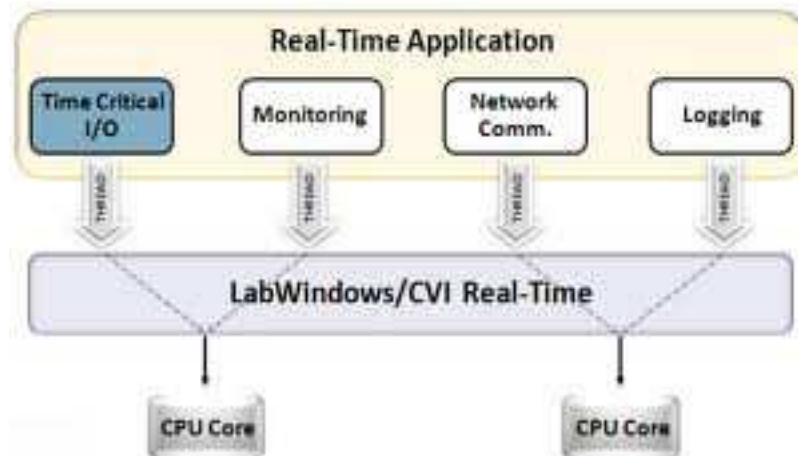 Real-Time Application
Time Critical
I/O
Monitoring
Network
Comm.
Logging
THREAD
THREAD
THREAD
THREAD
LabWindows/CVI Real-Time
CPU Core
CPU Core